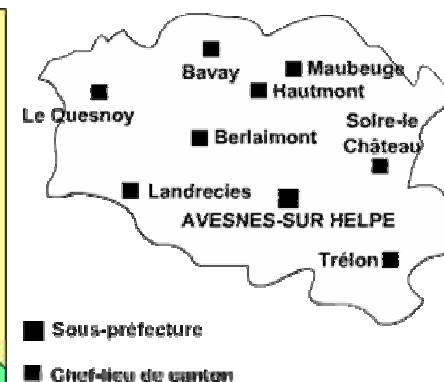 Bavay
Maubeuge
Hautmont
Le Quesnoy
Solre-le
Château
Berlaimont
Landrecies
AVESNES-SUR HELPE
Trélon
Sous-préfecture
Chef-lieu de canton